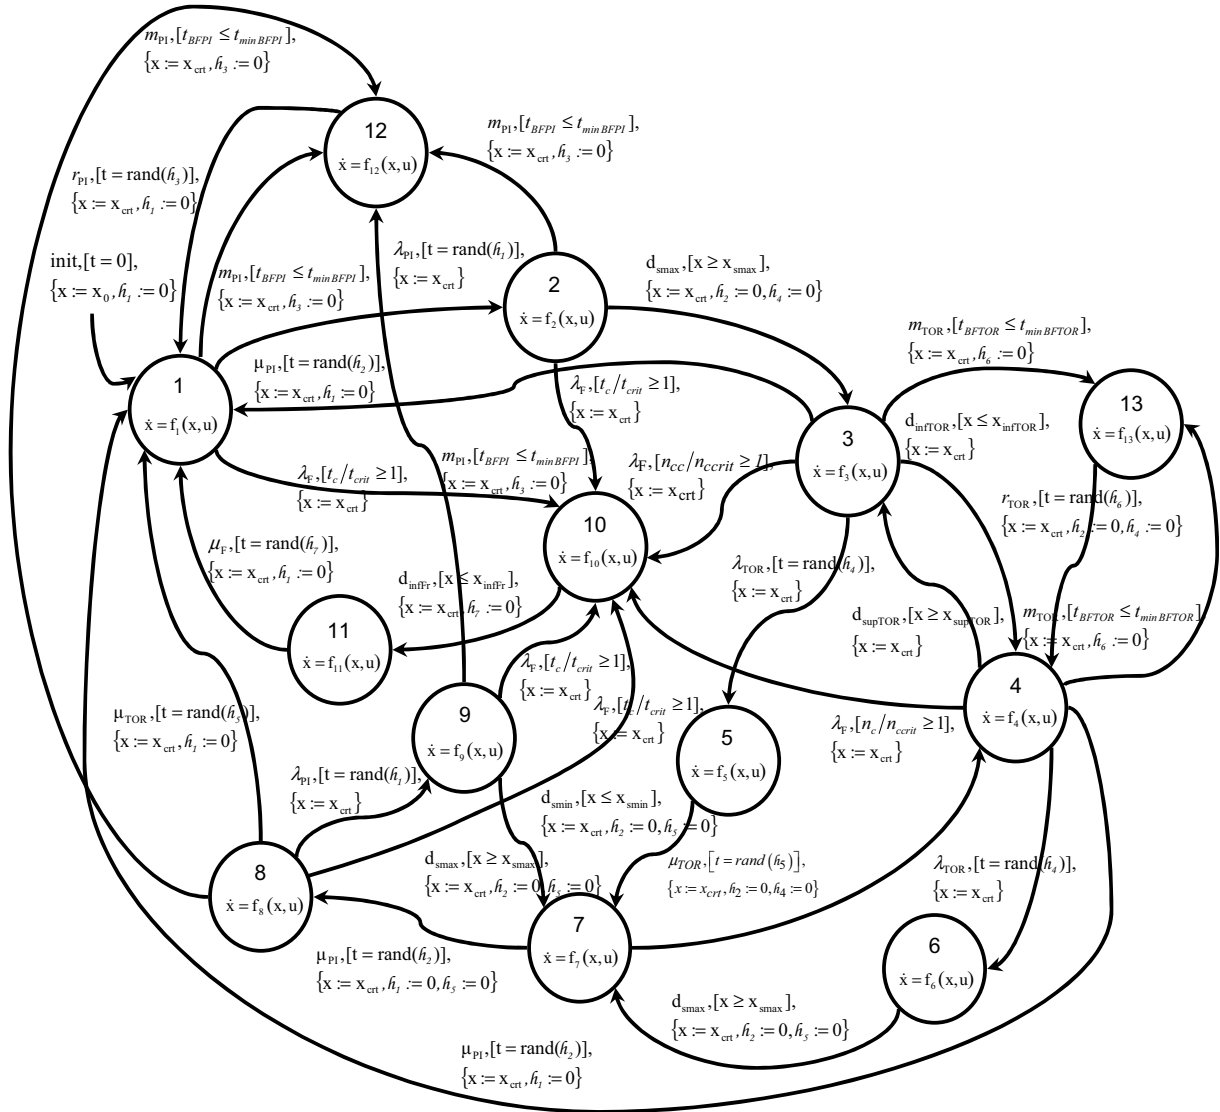 m_PI,[t_BFPI ≤ t_minBFPI],
{x := x_crt,h_3 := 0}
12
ẋ = f_12(x,u)
m_PI,[t_BFPI ≤ t_minBFPI],
{x := x_crt,h_3 := 0}
r_PI,[t = rand(h_3)],
{x := x_crt,h_1 := 0}
init,[t = 0],
{x := x_0,h_1 := 0}
m_PI,[t_BFPI ≤ t_minBFPI],
{x := x_crt,h_3 := 0}
λ_PI,[t = rand(h_1)],
{x := x_crt}
2
ẋ = f_2(x,u)
d_smax,[x ≥ x_smax],
{x := x_crt,h_2 := 0,h_4 := 0}
m_TOR,[t_BFTOR ≤ t_minBFTOR],
{x := x_crt,h_6 := 0}
1
ẋ = f_1(x,u)
μ_PI,[t = rand(h_2)],
{x := x_crt,h_1 := 0}
λ_F,[t_c/t_crit ≥ 1],
{x := x_crt}
3
ẋ = f_3(x,u)
d_infTOR,[x ≤ x_infTOR],
{x := x_crt}
13
ẋ = f_13(x,u)
λ_F,[t_c/t_crit ≥ 1],
{x := x_crt}
m_PI,[t_BFPI ≤ t_minBFPI],
{x := x_crt,h_3 := 0}
λ_F,[n_cc/n_ccrit ≥ 1],
{x := x_crt}
r_TOR,[t = rand(h_6)],
{x := x_crt,h_2 := 0,h_4 := 0}
10
ẋ = f_10(x,u)
μ_F,[t = rand(h_7)],
{x := x_crt,h_1 := 0}
d_infFr,[x ≤ x_infFr],
{x := x_crt,h_7 := 0}
λ_TOR,[t = rand(h_4)],
{x := x_crt}
d_supTOR,[x ≥ x_supTOR],
{x := x_crt}
m_TOR,[t_BFTOR ≤ t_minBFTOR],
{x := x_crt,h_6 := 0}
11
ẋ = f_11(x,u)
λ_F,[t_c/t_crit ≥ 1],
{x := x_crt}
4
ẋ = f_4(x,u)
μ_TOR,[t = rand(h_5)],
{x := x_crt,h_1 := 0}
9
ẋ = f_9(x,u)
λ_F,[t_c/t_crit ≥ 1],
{x := x_crt}
5
ẋ = f_5(x,u)
λ_F,[n_c/n_ccrit ≥ 1],
{x := x_crt}
λ_PI,[t = rand(h_1)],
{x := x_crt}
d_smin,[x ≤ x_smin],
{x := x_crt,h_2 := 0,h_5 := 0}
8
ẋ = f_8(x,u)
d_smax,[x ≥ x_smax],
{x := x_crt,h_2 := 0,h_5 := 0}
μ_TOR,[t = rand(h_5)],
{x := x_crt,h_2 := 0,h_4 := 0}
λ_TOR,[t = rand(h_4)],
{x := x_crt}
7
ẋ = f_7(x,u)
6
ẋ = f_6(x,u)
μ_PI,[t = rand(h_2)],
{x := x_crt,h_1 := 0,h_5 := 0}
d_smax,[x ≥ x_smax],
{x := x_crt,h_2 := 0,h_5 := 0}
μ_PI,[t = rand(h_2)],
{x := x_crt,h_1 := 0}